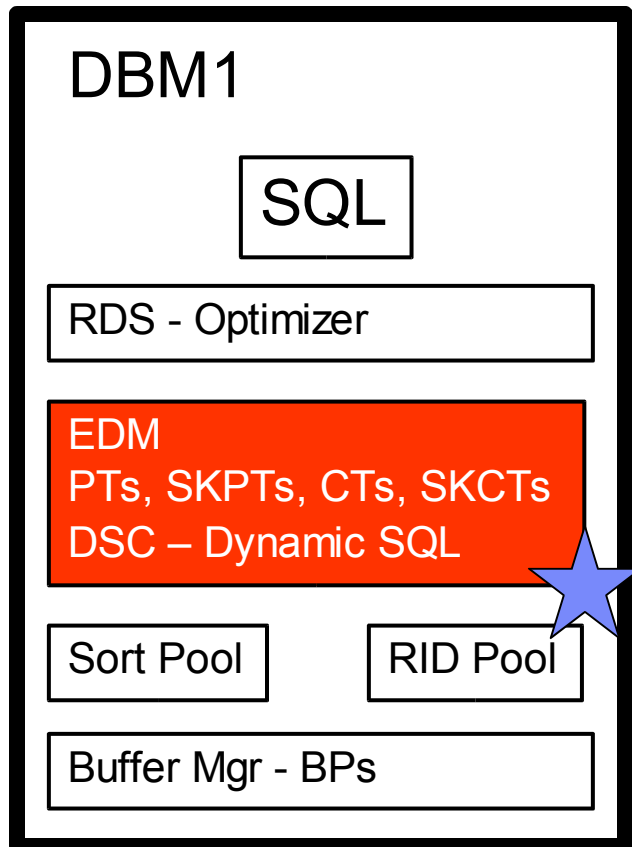 DBM1
SQL
RDS - Optimizer
EDM
PTs, SKPTs, CTs, SKCTs
DSC – Dynamic SQL
Sort Pool
RID Pool
Buffer Mgr - BPs